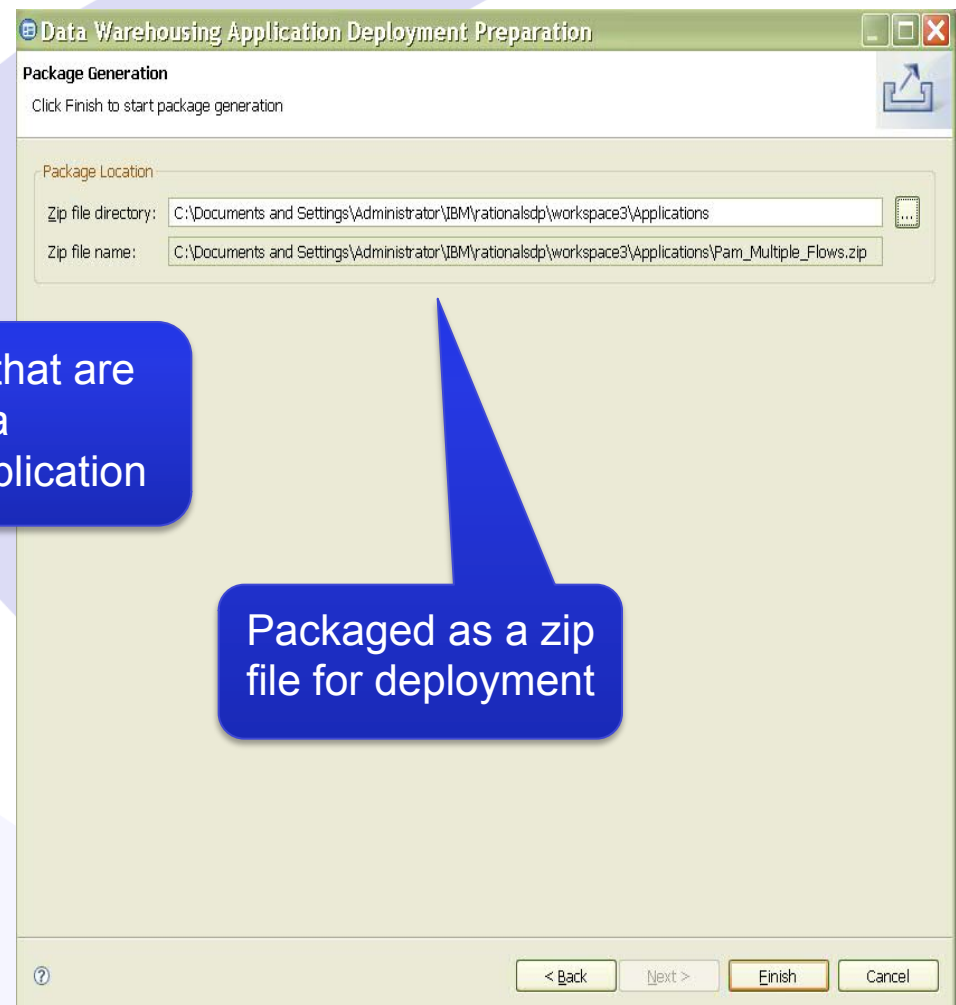 Data Warehousing Application Deployment Preparation
Package Generation
Click Finish to start package generation
Package Location
Zip file directory: C:\Documents and Settings\Administrator\IBM\rationalsdp\workspace3\Applications ...
Zip file name: C:\Documents and Settings\Administrator\IBM\rationalsdp\workspace3\Applications\Pam_Multiple_Flows.zip
that are
a
plication
Packaged as a zip
file for deployment
< Back Next > Finish Cancel